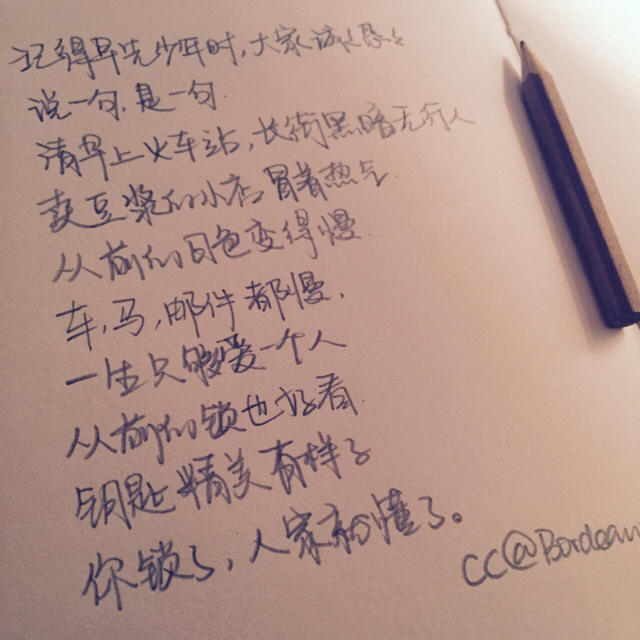 记得早先少年时,大家诚诚恳恳
说一句,是一句.
清早上火车站,长街黑暗无行人
卖豆浆的小店冒着热气.
从前的日色变得慢.
车,马,邮件都慢,
一生只够爱一个人
从前的锁也好看.
钥匙精美有样子
你锁了,人家就懂了。
CC@Bordeaux